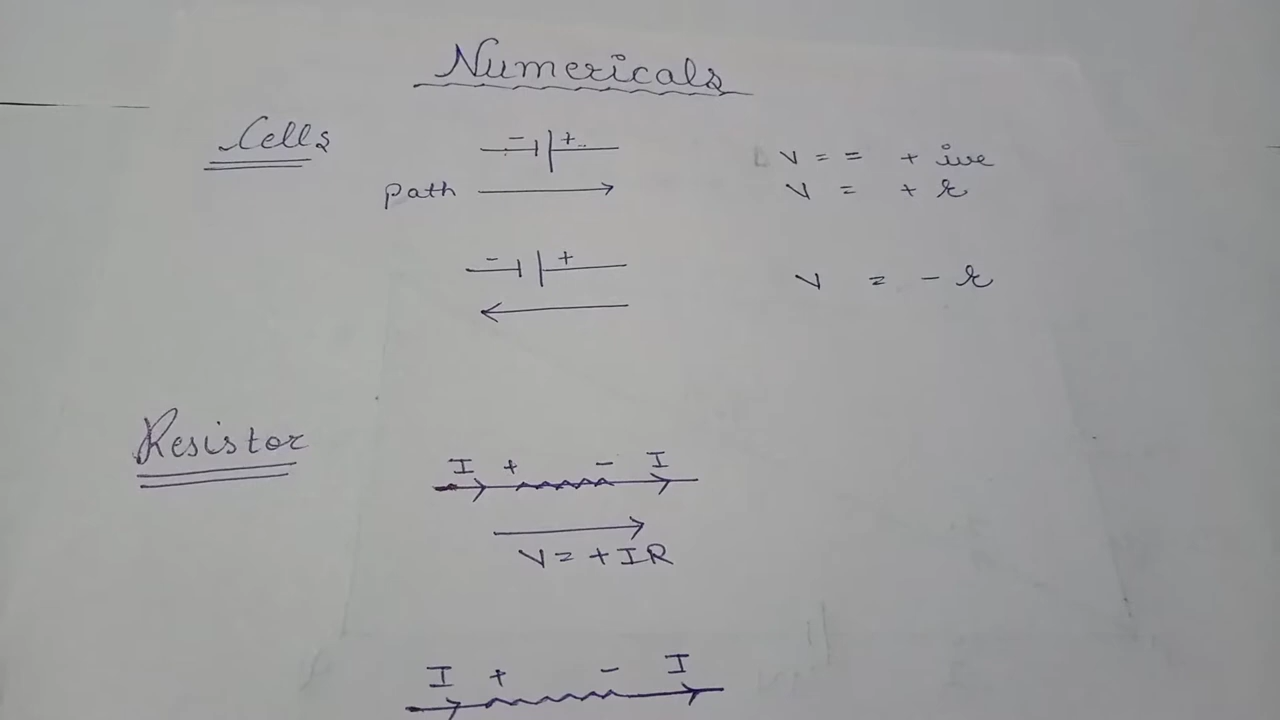 Numericals
Cells
- +
V = = + ive
path
V = + ε
- +
V = - ε
Resistor
I + - I
V = + IR
I + - I